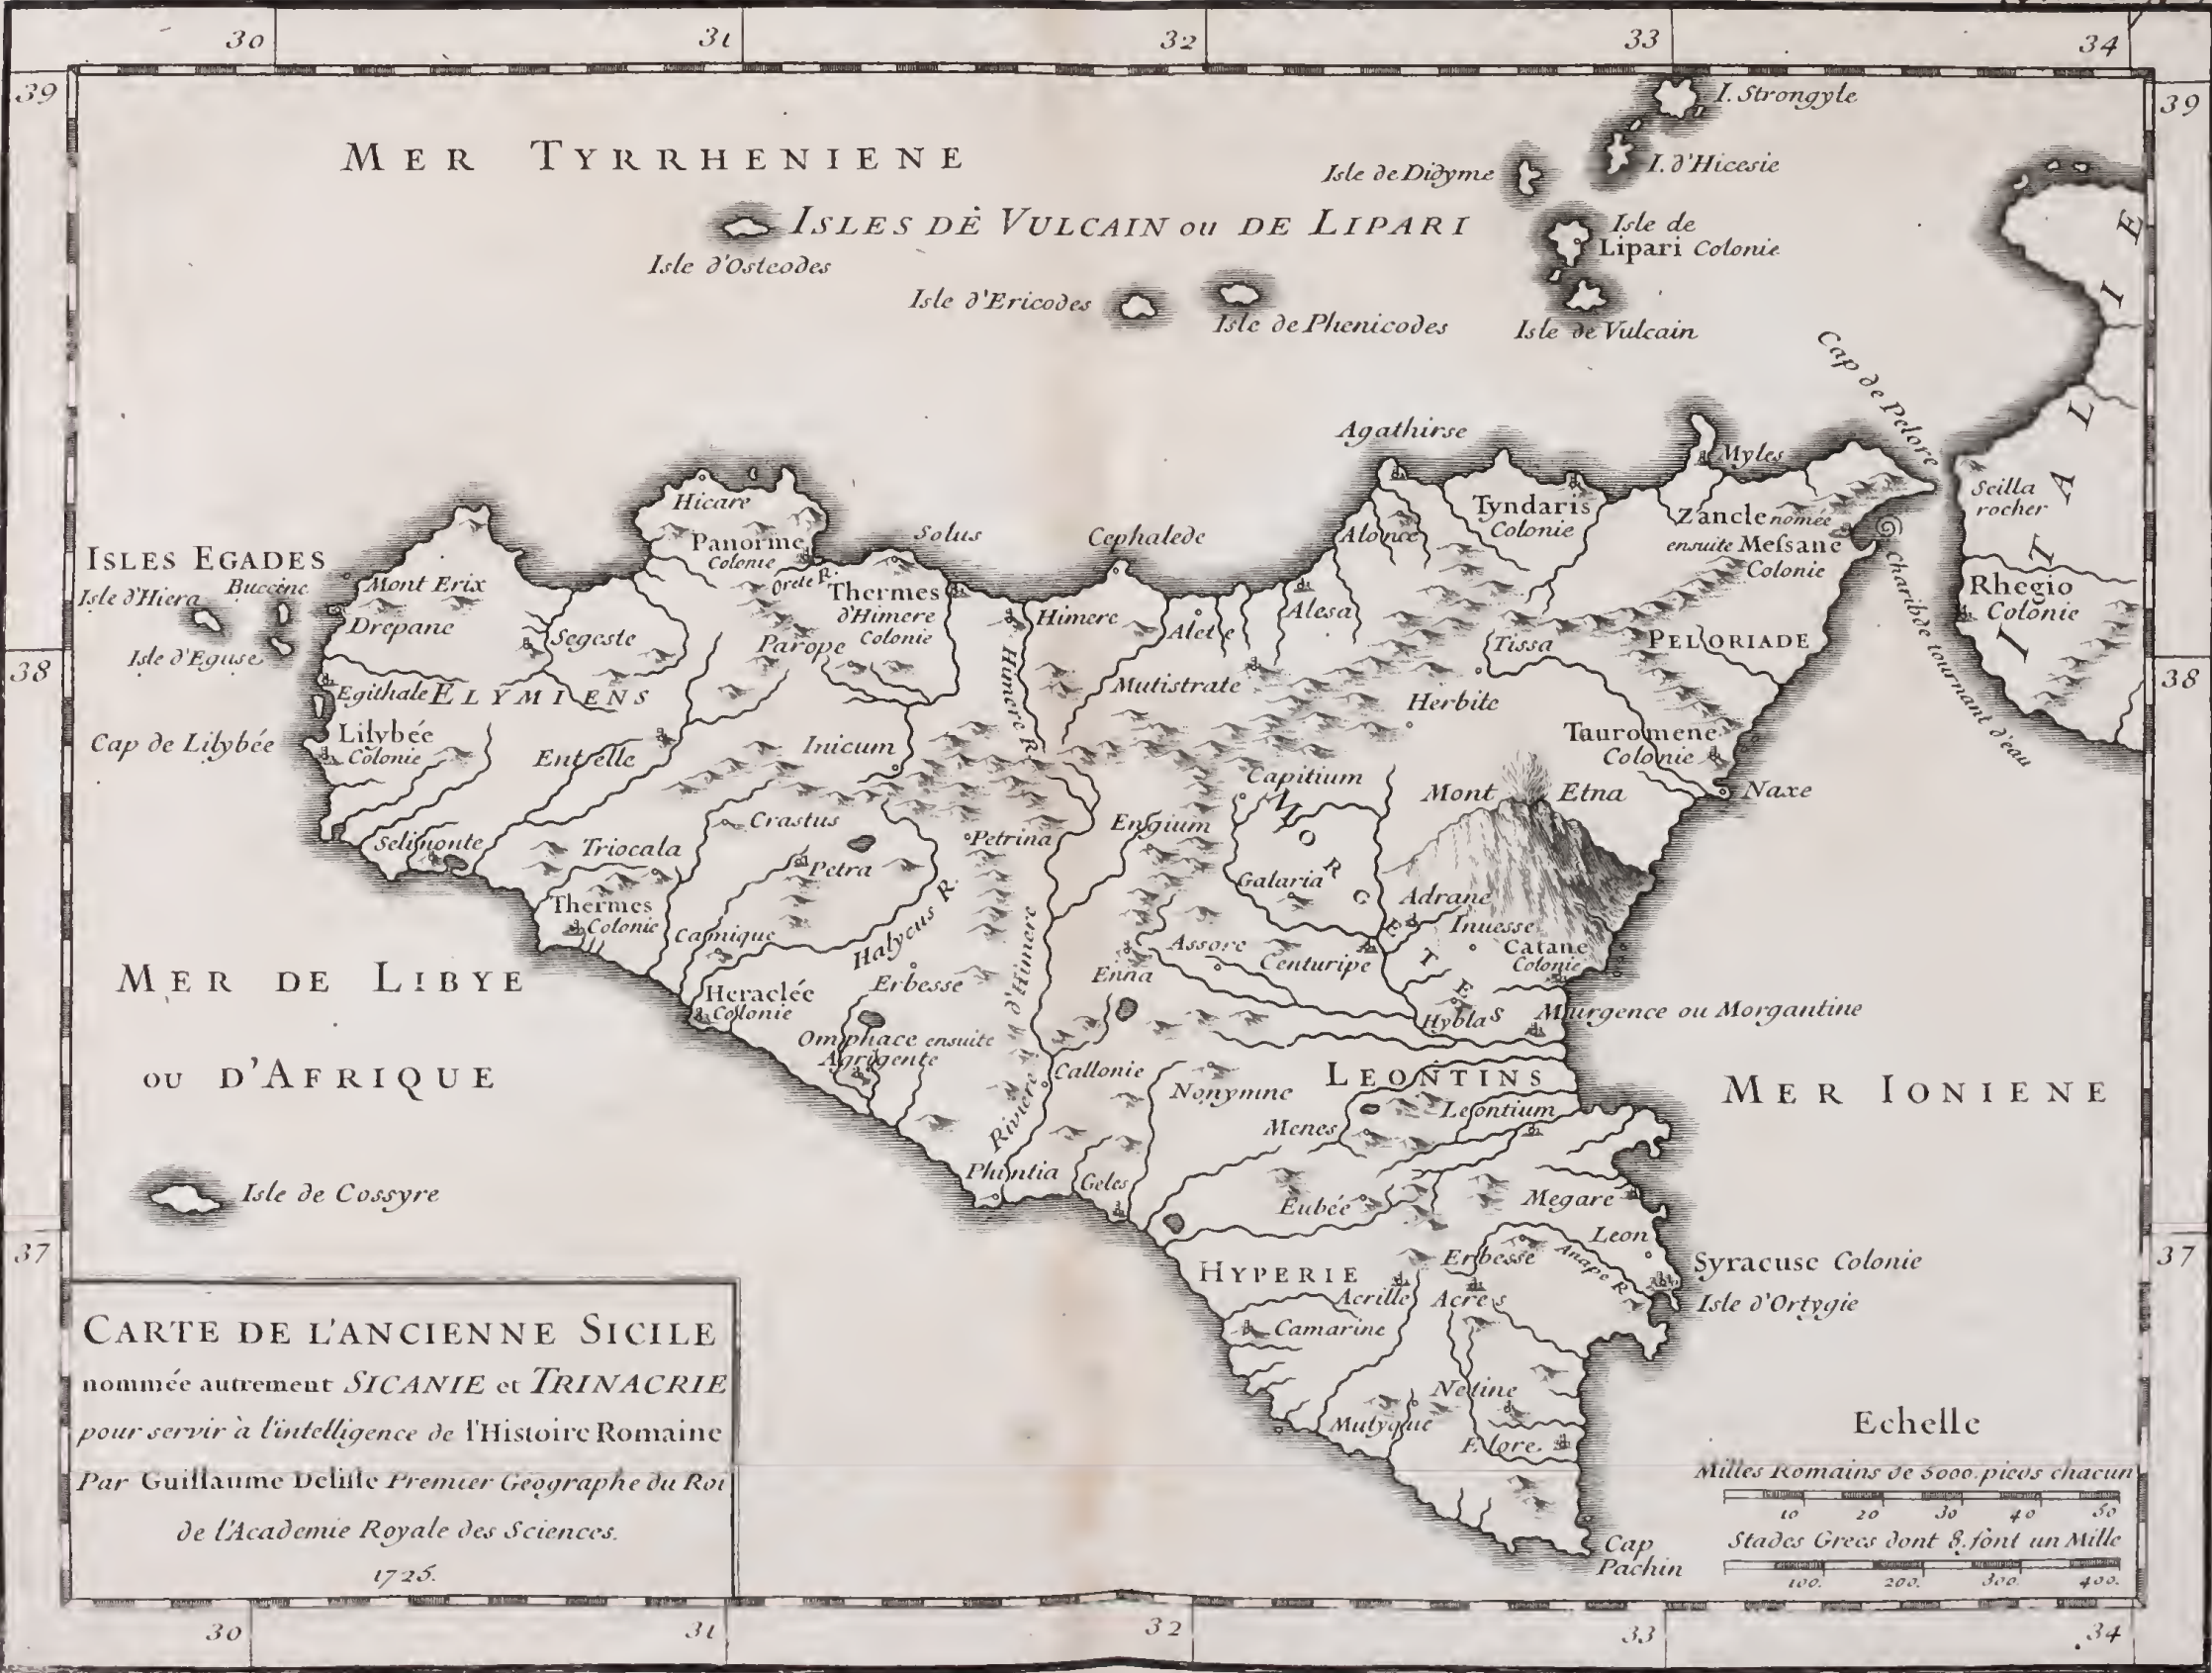 30
31
32
33
34
39
39
I. Strongyle
MER TYRRHENIENE
Isle de Didyme
I. d'Hicesie
ISLES DE VULCAIN ou DE LIPARI
Isle de
Lipari Colonie
Isle d'Osteodes
Isle d'Ericodes
Isle de Phenicodes
Isle de Vulcain
ITALIE
Cap de Pelore
Agathirse
Myles
Hicare
Tyndaris
Colonie
Scilla
rocher
Zancle nomée
ensuite Messane
Colonie
Solus
Cephalede
Alonce
Panorme
Colonie
ISLES EGADES
Isle d'Hiera
Buccine
Mont Erix
Orete R.
Thermes
d'Himere
Colonie
Himere
Alete
Alesa
Charibde tournant d'eau
Rhegio
Colonie
Drepane
Segeste
Parope
Tissa
PELORIADE
Isle d'Eguse
38
38
Egithale
ELYMIENS
Himere R.
Mutistrate
Herbite
Cap de Lilybée
Lilybée
Colonie
Entelle
Inicum
Tauromene
Colonie
Capitium
Mont Etna
Naxe
MORGETES
Crastus
Petrina
Engium
Selinonte
Triocala
Petra
Galaria
Adrane
Thermes
Colonie
Camique
Halycus R.
Inuesse
Assore
Centuripe
Catane
Colonie
MER DE LIBYE
Erbesse
Enna
Heraclée
Colonie
Hybla
Murgence ou Morgantine
Omphace ensuite
Agrigente
Riviere d'Himere
Callonie
Nonymne
LEONTINS
OU D'AFRIQUE
MER IONIENE
Leontium
Menes
Isle de Cossyre
Phintia
Geles
Eubée
Megare
Leon
37
37
Erbesse
Anape R.
Syracuse Colonie
HYPERIE
Acrille
Acres
Isle d'Ortygie
Camarine
Netine
Mutyque
Elore
Cap
Pachin
CARTE DE L'ANCIENNE SICILE
nommée autrement SICANIE et TRINACRIE
pour servir à l'intelligence de l'Histoire Romaine
Par Guillaume Delisle Premier Géographe du Roi
de l'Academie Royale des Sciences.
Echelle
Milles Romains de 5000. pieds chacun
10 20 30 40 50
Stades Grecs dont 8. font un Mille
100. 200. 300. 400.
30
31
32
33
34